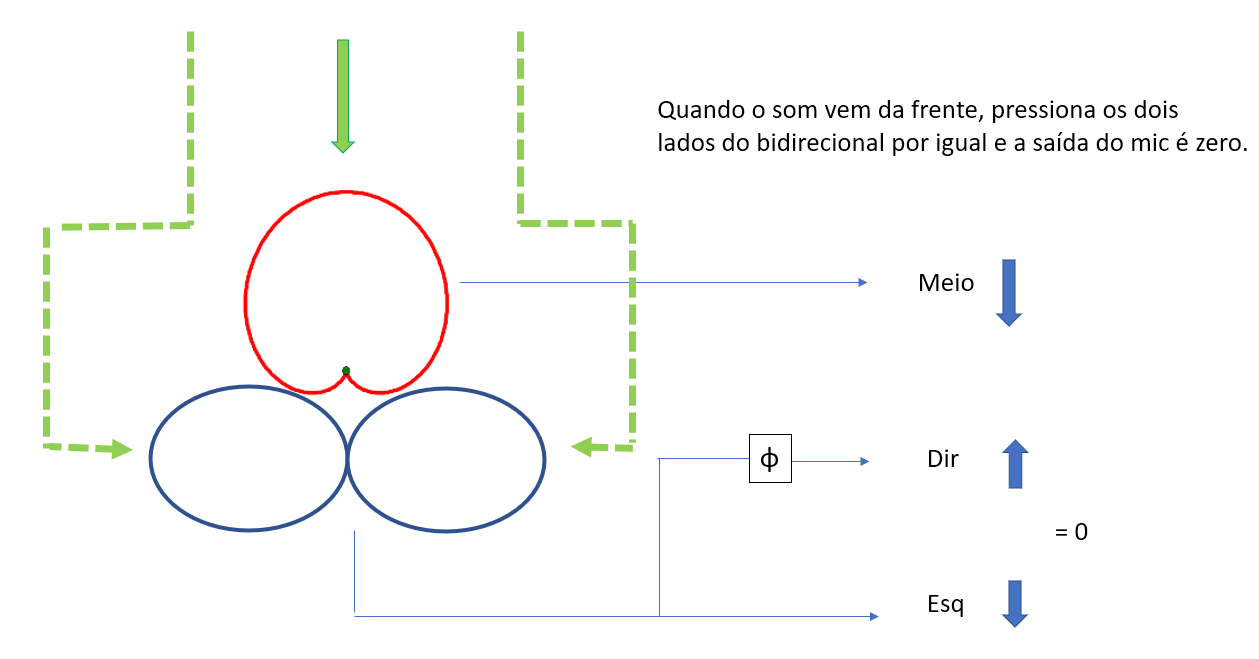 Quando o som vem da frente, pressiona os dois
lados do bidirecional por igual e a saída do mic é zero.
Meio
ϕ
Dir
= 0
Esq